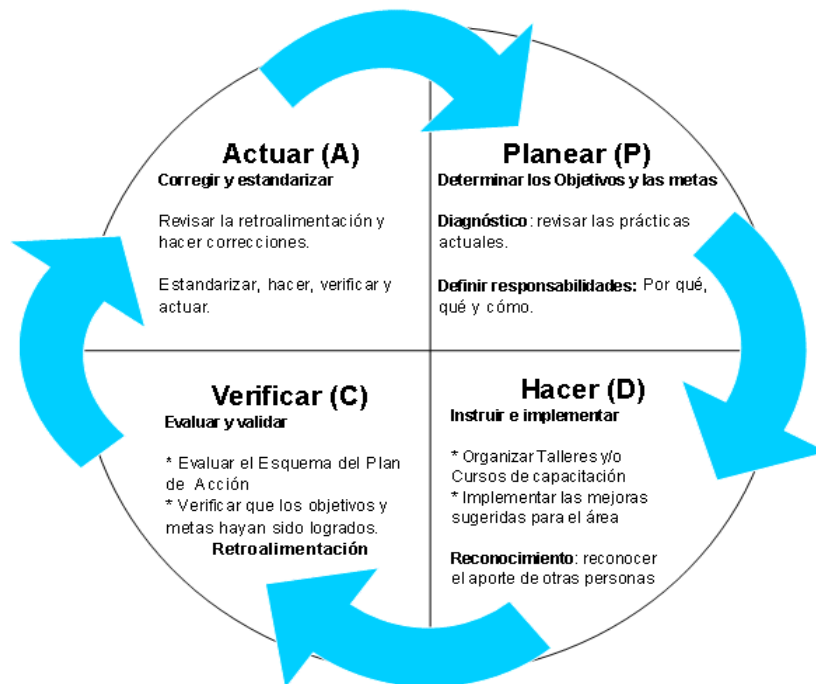 Actuar (A)
Corregir y estandarizar
Revisar la retroalimentación y
hacer correcciones.
Estandarizar, hacer, verificar y
actuar.
Planear (P)
Determinar los Objetivos y las metas
Diagnóstico: revisar las prácticas
actuales.
Definir responsabilidades: Por qué,
qué y cómo.
Verificar (C)
Evaluar y validar
* Evaluar el Esquema del Plan
de Acción
* Verificar que los objetivos y
metas hayan sido logrados.
Retroalimentación
Hacer (D)
Instruir e implementar
* Organizar Talleres y/o
Cursos de capacitación
* Implementar las mejoras
sugeridas para el área
Reconocimiento: reconocer
el aporte de otras personas